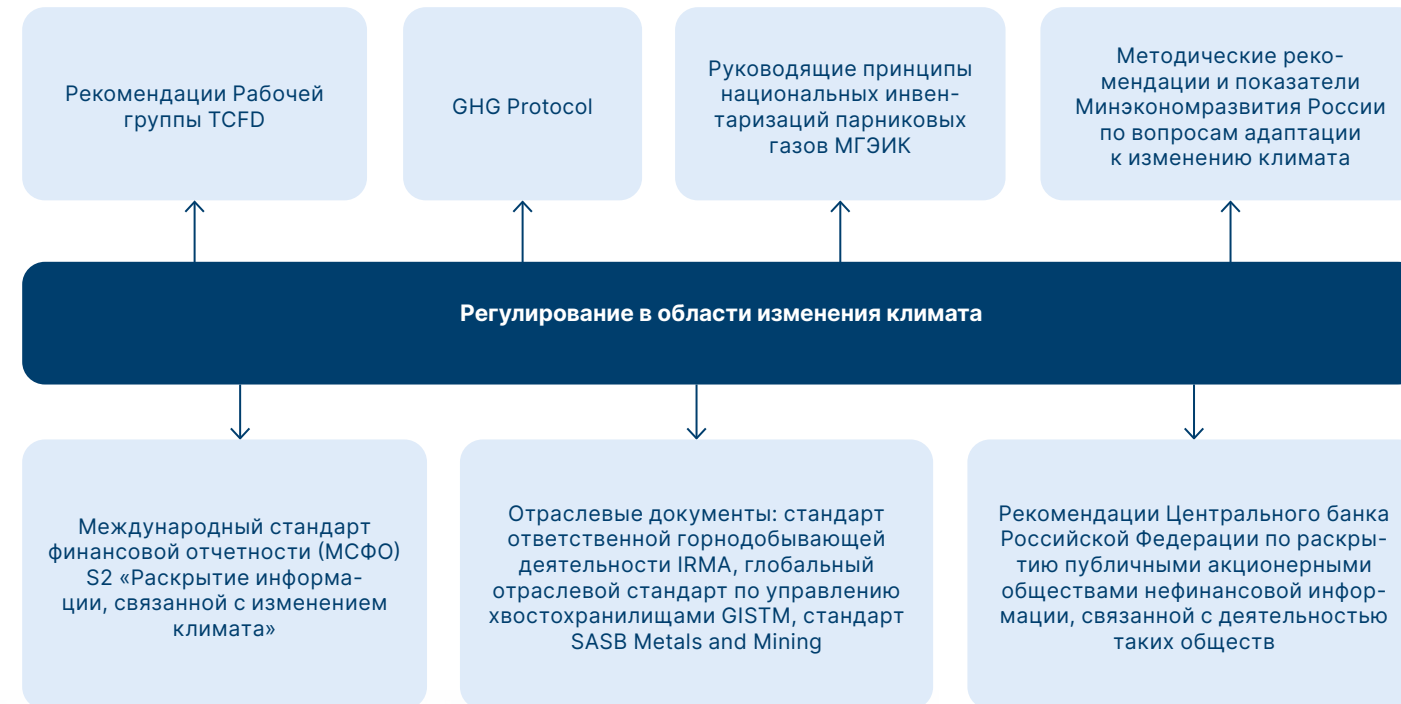 Рекомендации Рабочей
группы TCFD
GHG Protocol
Руководящие принципы
национальных инвен-
таризаций парниковых
газов МГЭИК
Методические реко-
мендации и показатели
Минэкономразвития России
по вопросам адаптации
к изменению климата
Регулирование в области изменения климата
Международный стандарт
финансовой отчетности (МСФО)
S2 «Раскрытие информа-
ции, связанной с изменением
климата»
Отраслевые документы: стандарт
ответственной горнодобывающей
деятельности IRMA, глобальный
отраслевой стандарт по управлению
хвостохранилищами GISTM, стандарт
SASB Metals and Mining
Рекомендации Центрального банка
Российской Федерации по раскры-
тию публичными акционерными
обществами нефинансовой инфор-
мации, связанной с деятельностью
таких обществ